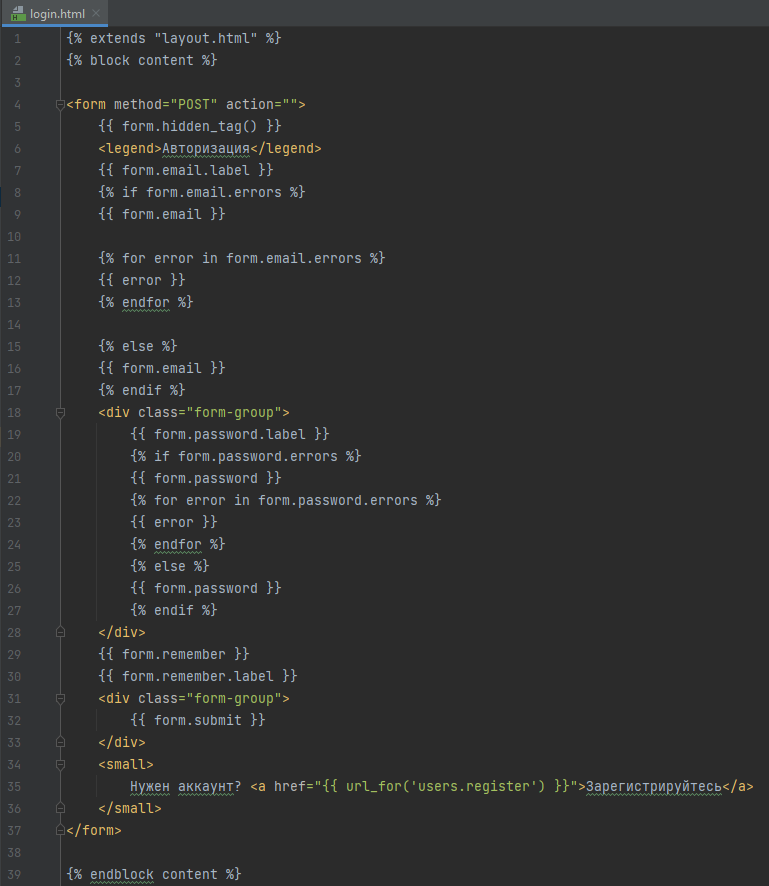 login.html
1 {% extends "layout.html" %}
2 {% block content %}
3
4 <form method="POST" action="">
5 {{ form.hidden_tag() }}
6 <legend>Авторизация</legend>
7 {{ form.email.label }}
8 {% if form.email.errors %}
9 {{ form.email }}
10
11 {% for error in form.email.errors %}
12 {{ error }}
13 {% endfor %}
14
15 {% else %}
16 {{ form.email }}
17 {% endif %}
18 <div class="form-group">
19 {{ form.password.label }}
20 {% if form.password.errors %}
21 {{ form.password }}
22 {% for error in form.password.errors %}
23 {{ error }}
24 {% endfor %}
25 {% else %}
26 {{ form.password }}
27 {% endif %}
28 </div>
29 {{ form.remember }}
30 {{ form.remember.label }}
31 <div class="form-group">
32 {{ form.submit }}
33 </div>
34 <small>
35 Нужен аккаунт? <a href="{{ url_for('users.register') }}">Зарегистрируйтесь</a>
36 </small>
37 </form>
38
39 {% endblock content %}